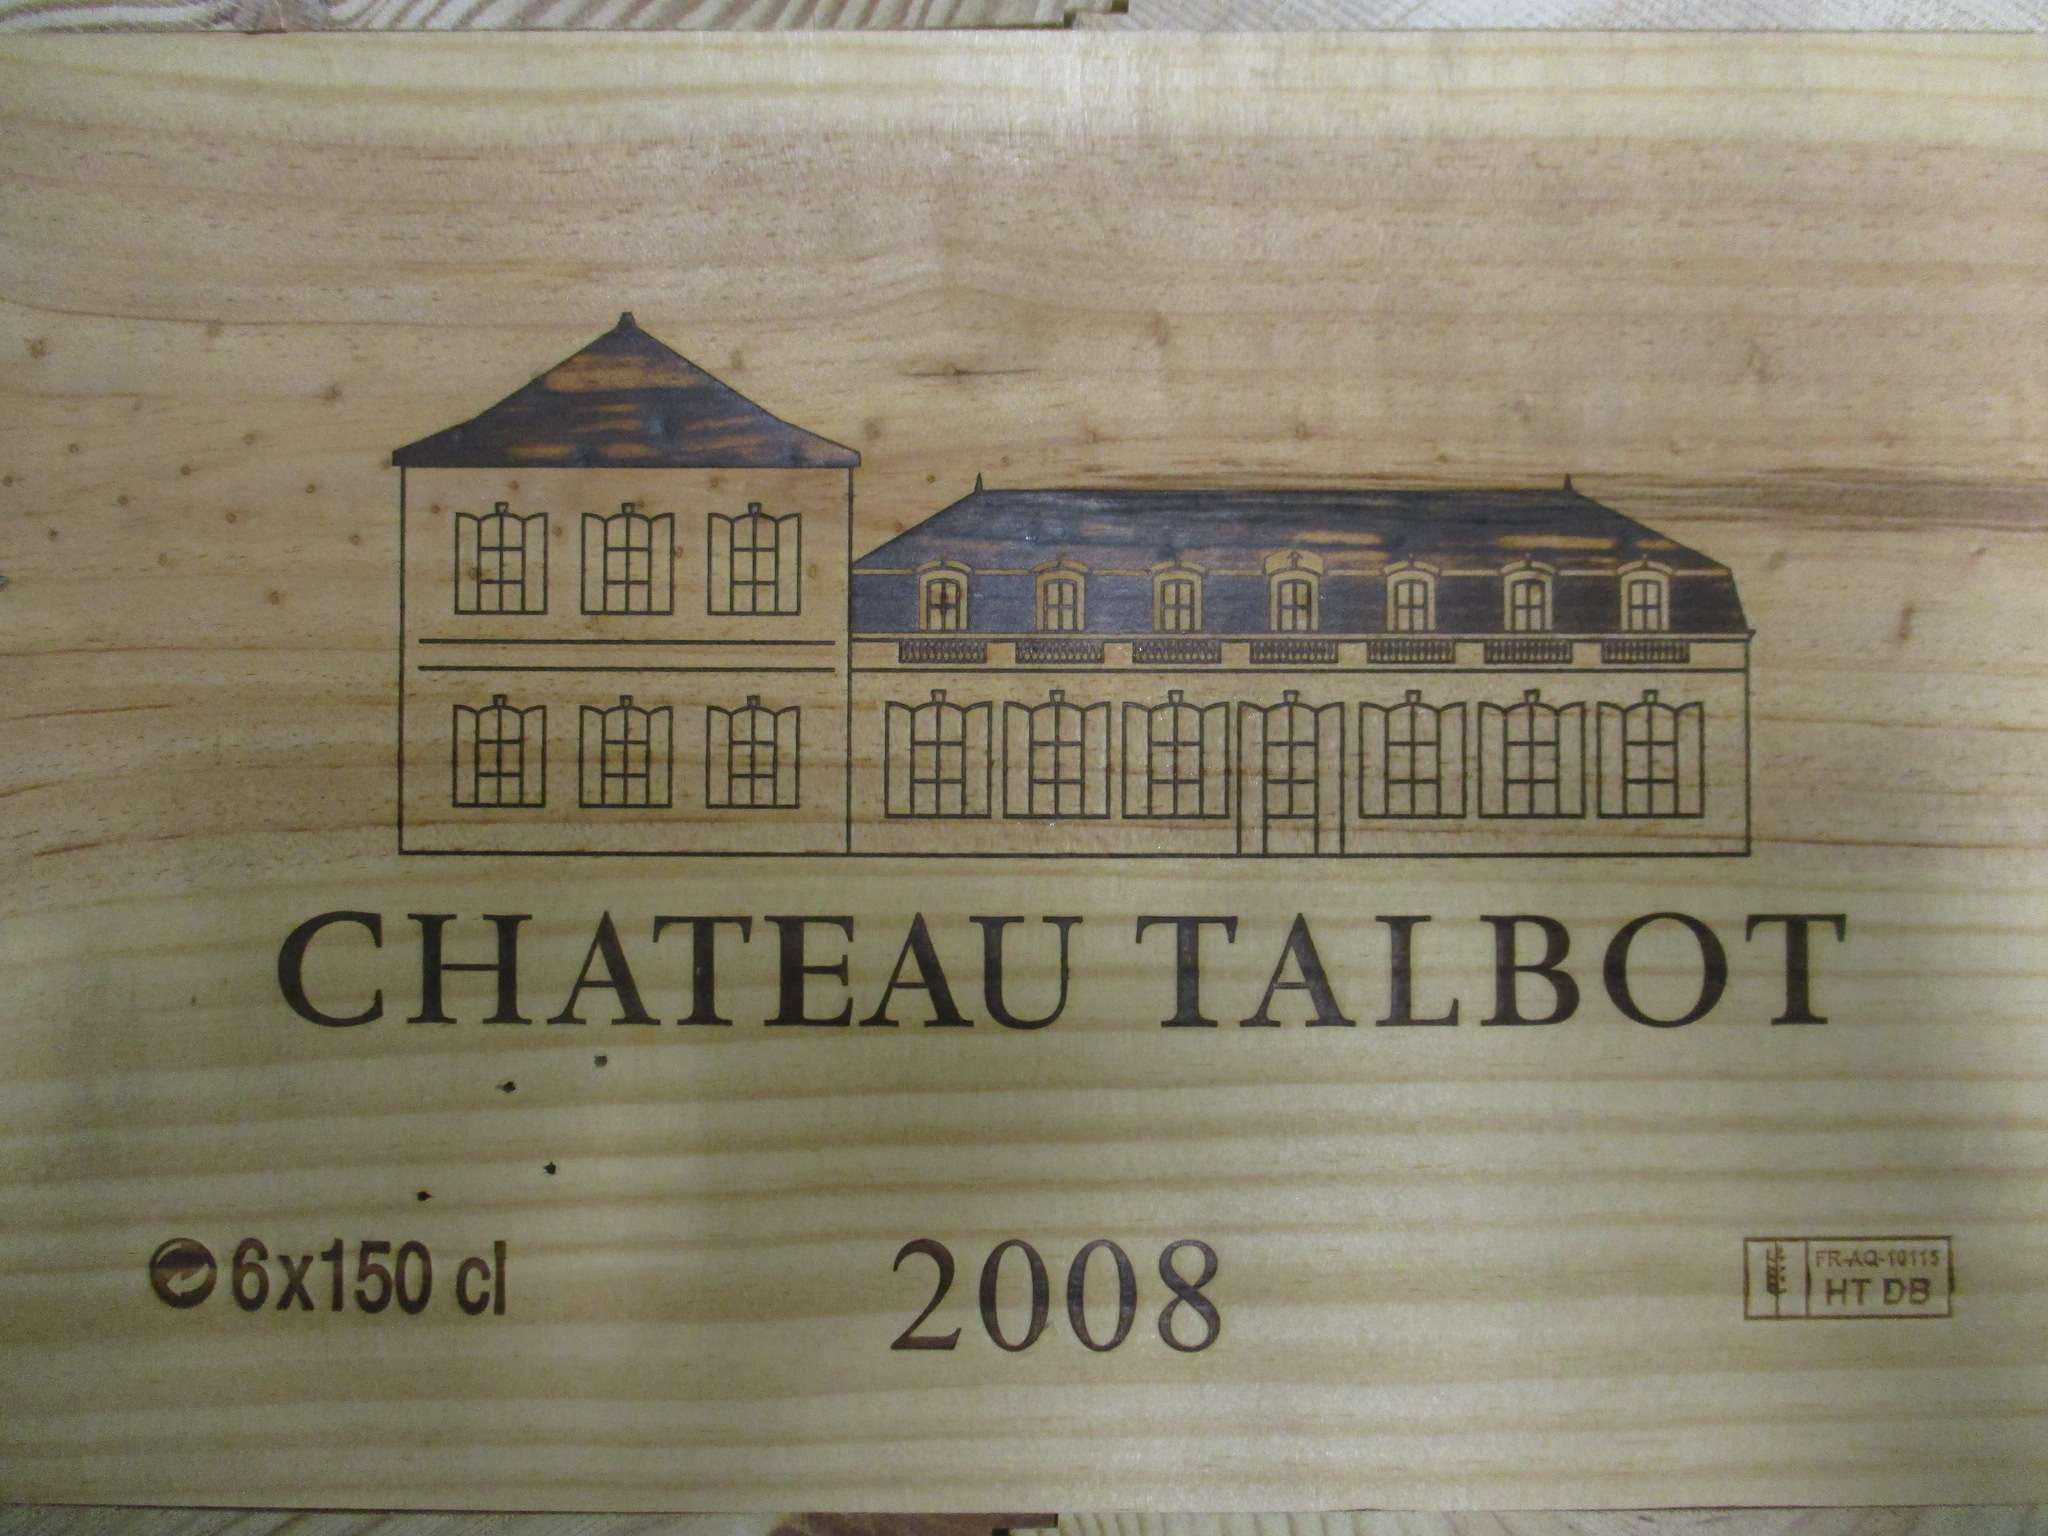 CHATEAU TALBOT
6x150 cl
2008
FR-AQ-10115
HT DB